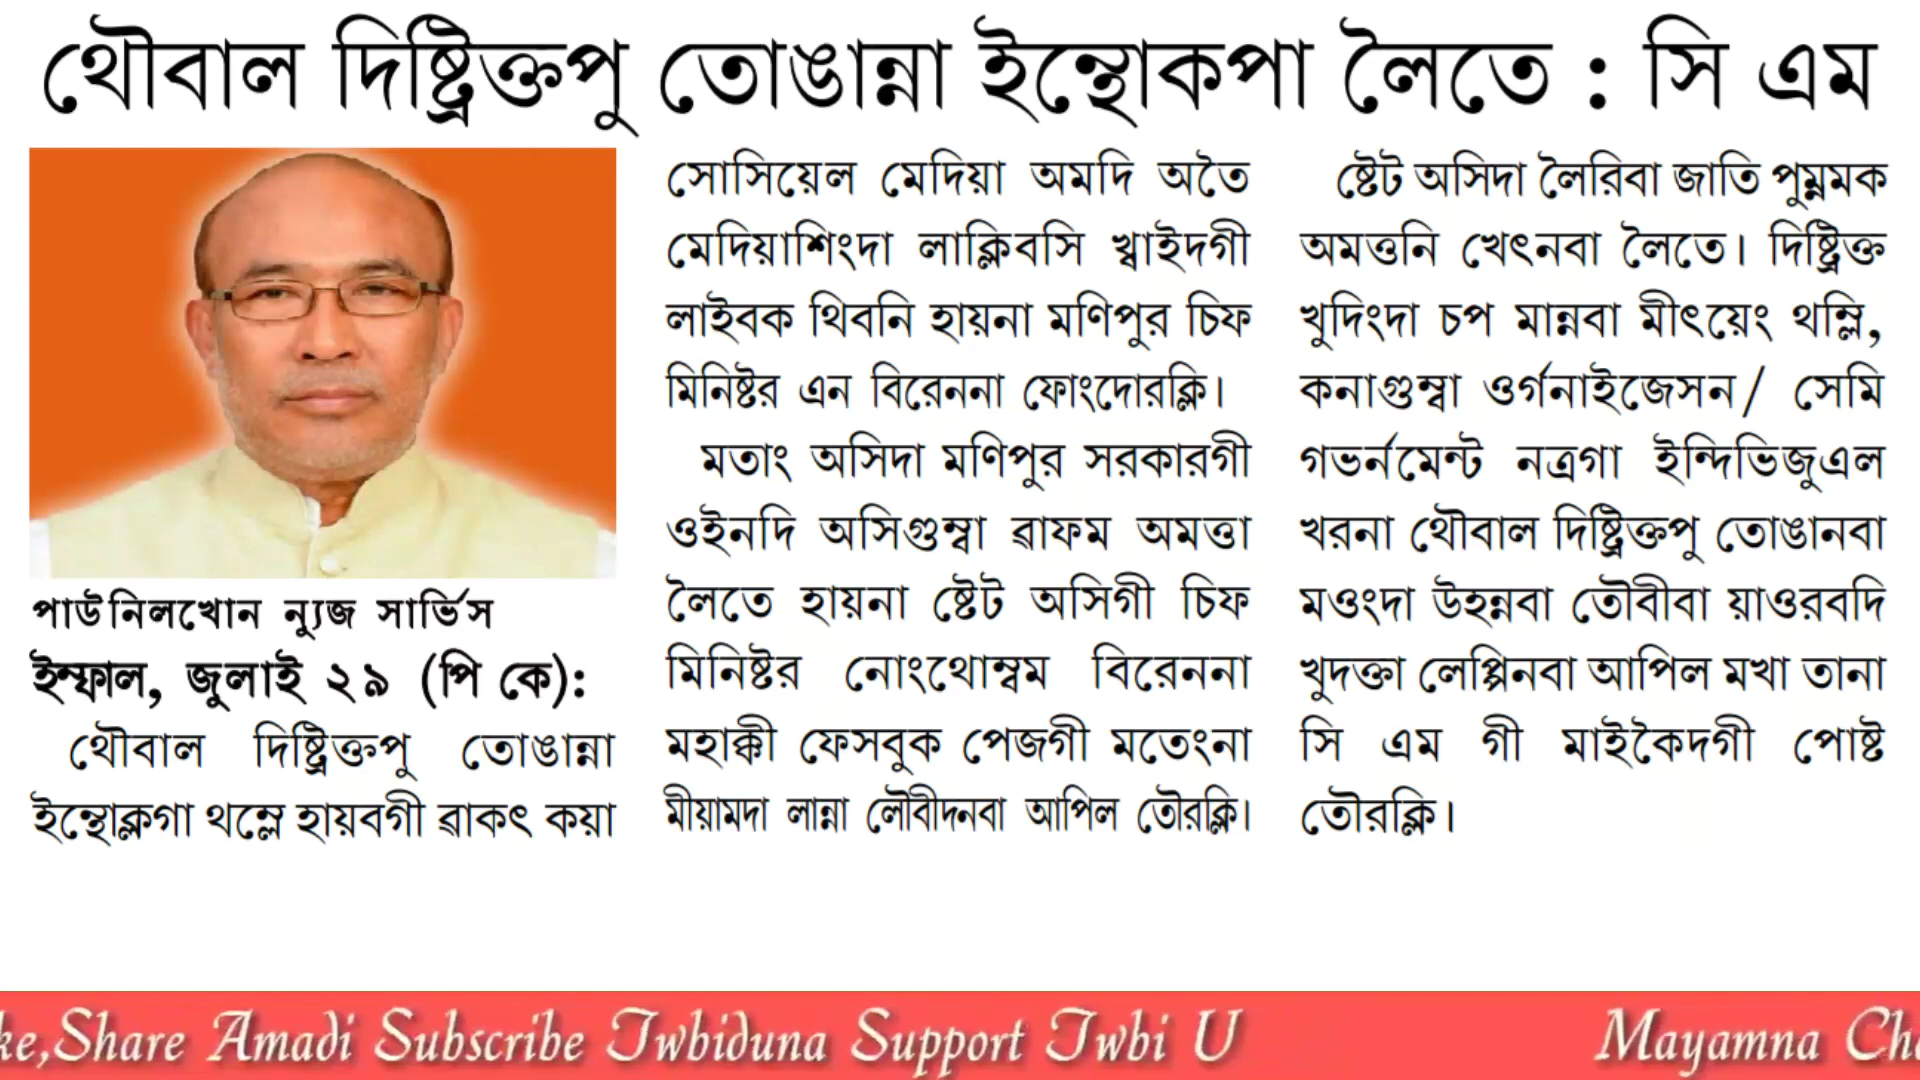 থৌবাল দিষ্ট্রিক্তপু তোঙান্না ইন্থোকপা লৈতে : সি এম
পাউনিলখোন ন্যুজ সার্ভিস
ইম্ফাল, জুলাই ২৯ (পি কে):
থৌবাল দিষ্ট্রিক্তপু তোঙান্না
ইন্থোক্লগা থম্লে হায়বগী ৱাকৎ কয়া
সোসিয়েল মেদিয়া অমদি অতৈ
মেদিয়াশিংদা লাক্লিবসি খ্বাইদগী
লাইবক থিবনি হায়না মণিপুর চিফ
মিনিষ্টর এন বিরেননা ফোংদোরক্লি।
মতাং অসিদা মণিপুর সরকারগী
ওইনদি অসিগুম্বা ৱাফম অমত্তা
লৈতে হায়না ষ্টেট অসিগী চিফ
মিনিষ্টর নোংথোম্বম বিরেননা
মহাক্কী ফেসবুক পেজগী মতেংনা
মীয়ামদা লান্না লৌবীদনবা আপিল তৌরক্লি।
ষ্টেট অসিদা লৈরিবা জাতি পুম্নমক
অমত্তনি খেৎনবা লৈতে। দিষ্ট্রিক্ত
খুদিংদা চপ মান্নবা মীৎয়েং থম্লি,
কনাগুম্বা ওর্গনাইজেসন/ সেমি
গভর্নমেন্ট নত্রগা ইন্দিভিজুএল
খরনা থৌবাল দিষ্ট্রিক্তপু তোঙানবা
মওংদা উহন্নবা তৌবীবা য়াওরবদি
খুদক্তা লেপ্পিনবা আপিল মখা তানা
সি এম গী মাইকৈদগী পোষ্ট
তৌরক্লি।
ke,Share Amadi Subscribe Twbiduna Support Twbi U Mayamna Cha